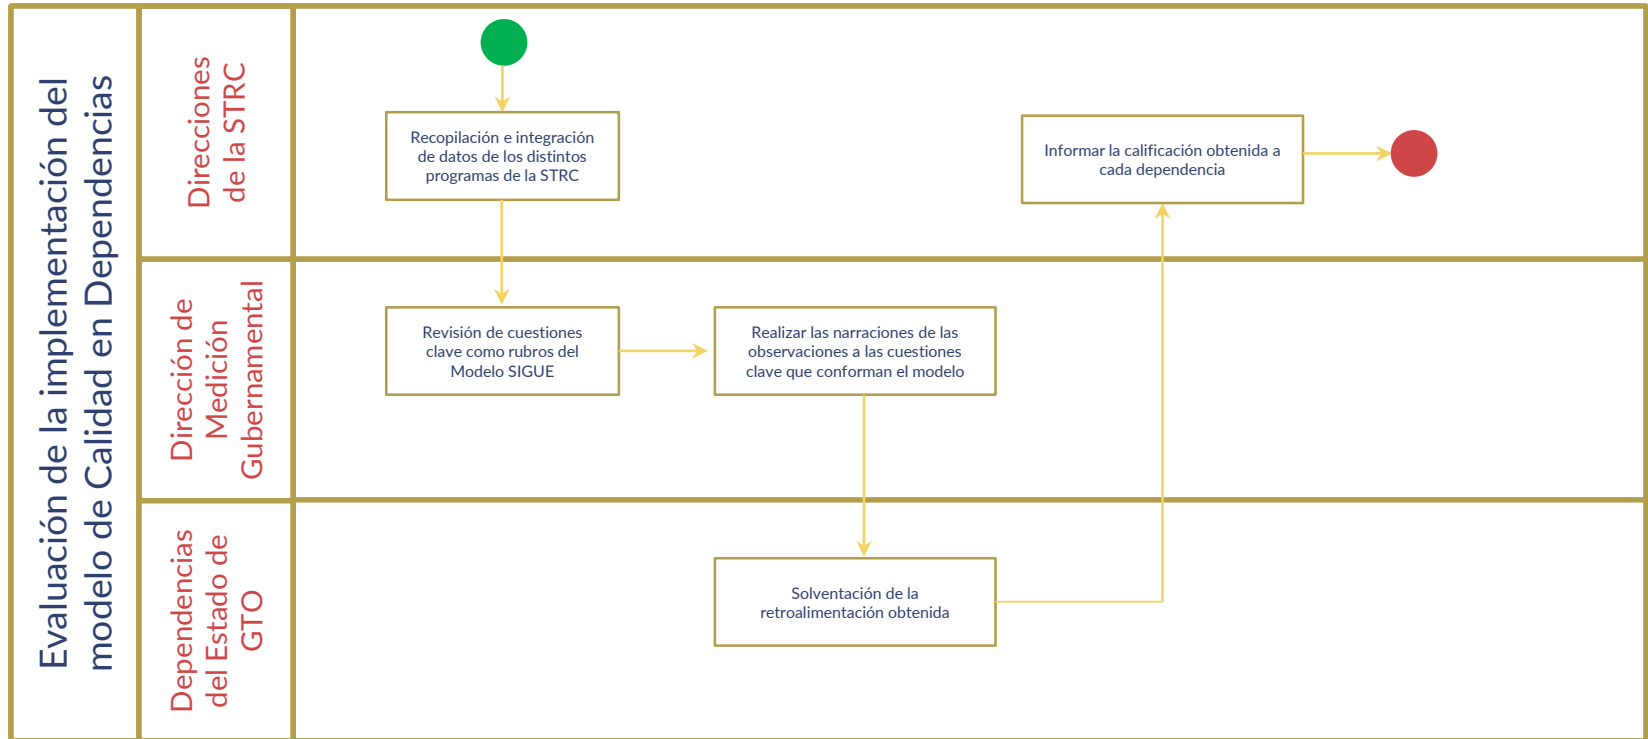 Evaluación de la implementación del
modelo de Calidad en Dependencias
Direcciones
de la STRC
Recopilación e integración
de datos de los distintos
programas de la STRC
Informar la calificación obtenida a
cada dependencia
Dirección de
Medición
Gubernamental
Revisión de cuestiones
clave como rubros del
Modelo SIGUE
Realizar las narraciones de las
observaciones a las cuestiones
clave que conforman el modelo
Dependencias
del Estado de
GTO
Solventación de la
retroalimentación obtenida